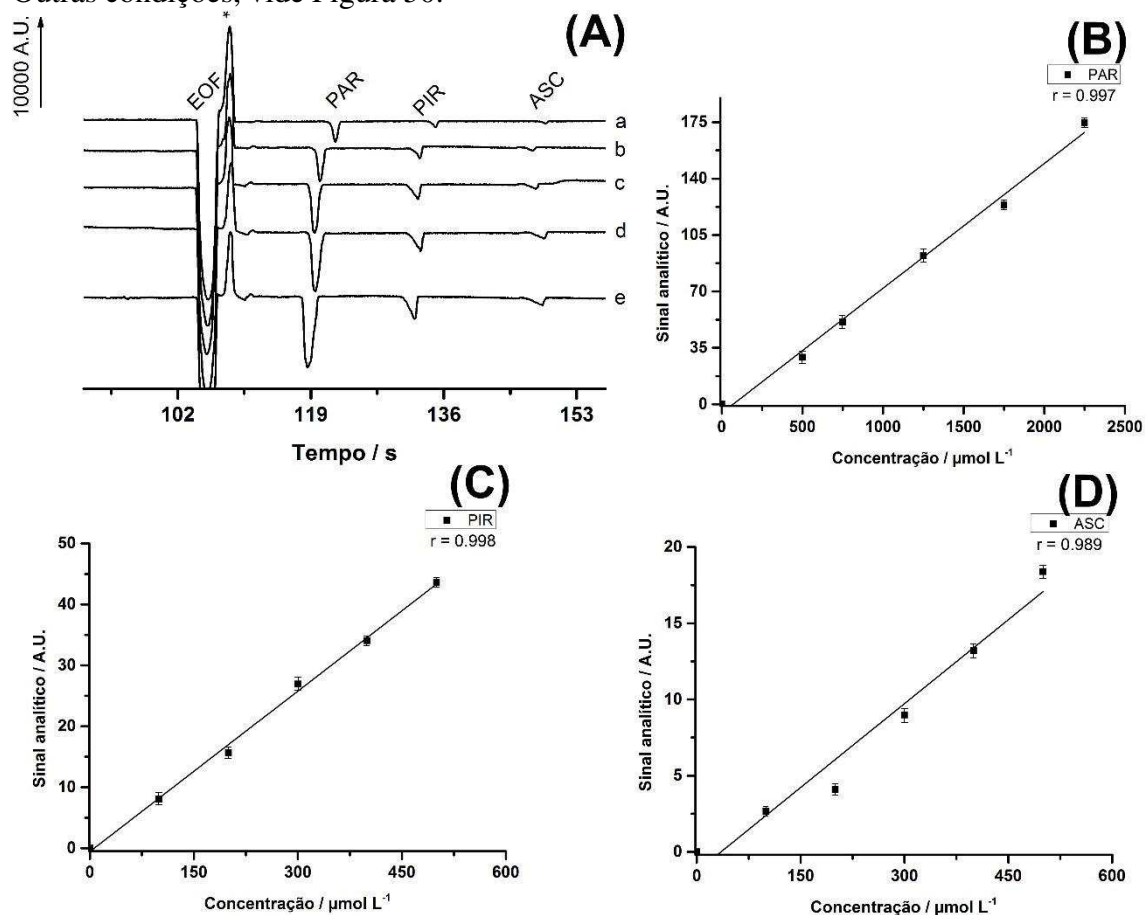 Outras condições, vide Figura 36.
(A)
10000 A.U.
*
EOF
PAR
PIR
ASC
a
b
c
d
e
102 119 136 153
Tempo / s
(B)
PAR
r = 0.997
175
140
105
70
35
0
0 500 1000 1500 2000 2500
Sinal analítico / A.U.
Concentração / µmol L-1
(C)
PIR
r = 0.998
50
40
30
20
10
0
0 150 300 450 600
Sinal analítico / A.U.
Concentração / µmol L-1
(D)
ASC
r = 0.989
20
15
10
5
0
0 150 300 450 600
Sinal analítico / A.U.
Concentração / µmol L-1